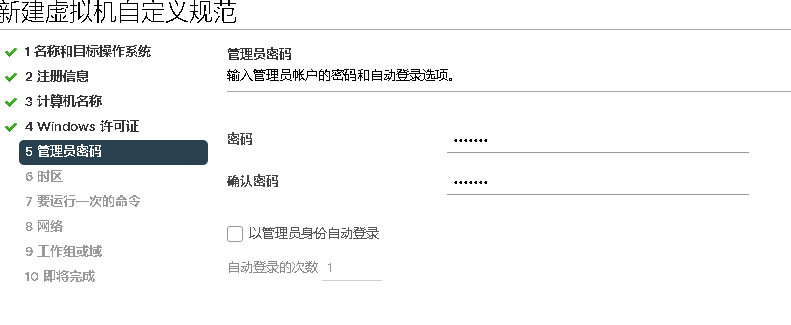 新建虚拟机自定义规范
1 名称和目标操作系统
2 注册信息
3 计算机名称
4 Windows 许可证
5 管理员密码
6 时区
7 要运行一次的命令
8 网络
9 工作组或域
10 即将完成
管理员密码
输入管理员帐户的密码和自动登录选项。
密码 •••••••
确认密码 •••••••
以管理员身份自动登录
自动登录的次数 1